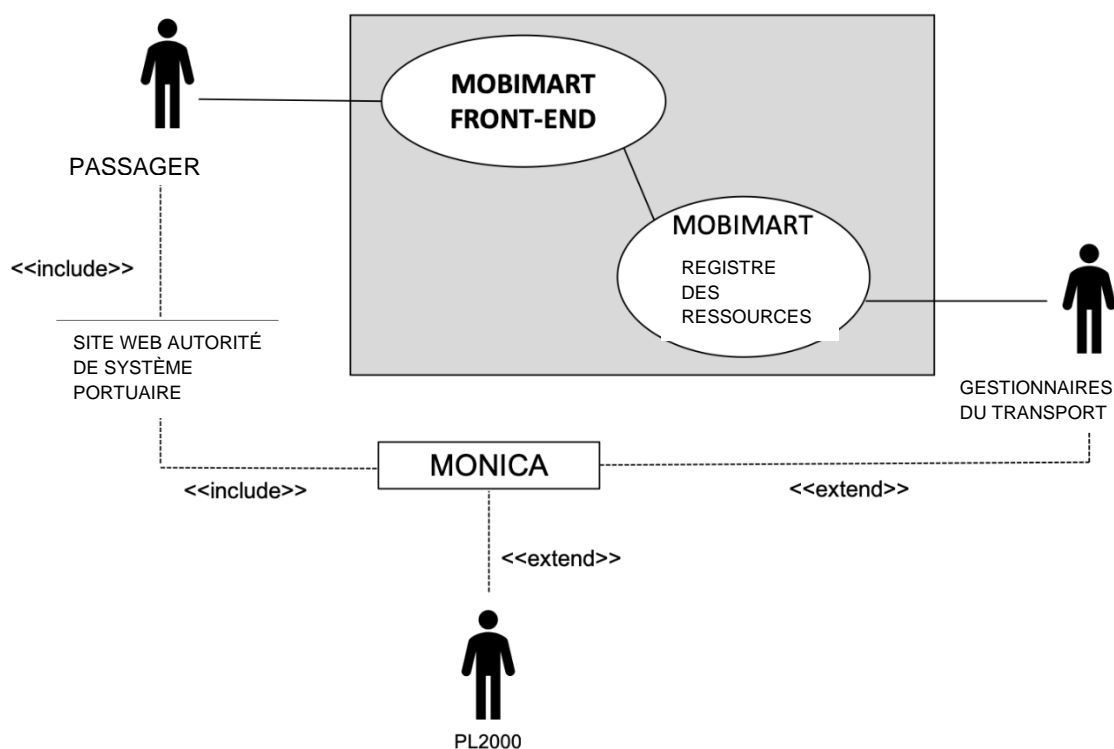 MOBIMART
FRONT-END
PASSAGER
MOBIMART
REGISTRE
DES
RESSOURCES
<<include>>
SITE WEB AUTORITÉ
DE SYSTÈME
PORTUAIRE
GESTIONNAIRES
DU TRANSPORT
MONICA
<<include>>
<<extend>>
<<extend>>
PL2000